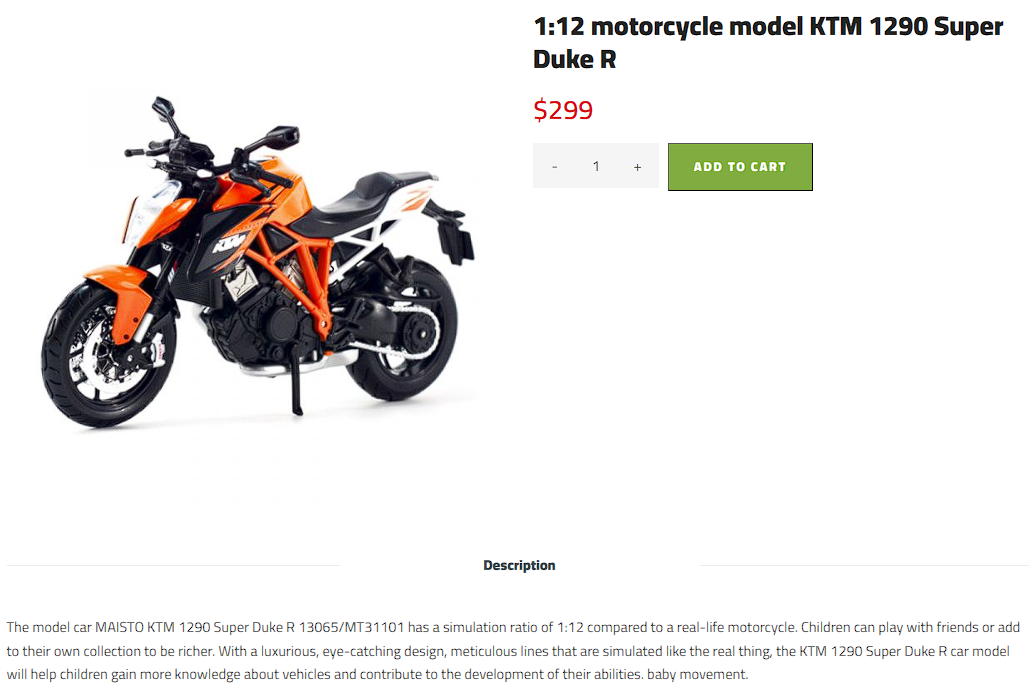 1:12 motorcycle model KTM 1290 Super
Duke R
$299
- 1 +
ADD TO CART
KTM
Description
The model car MAISTO KTM 1290 Super Duke R 13065/MT31101 has a simulation ratio of 1:12 compared to a real-life motorcycle. Children can play with friends or add
to their own collection to be richer. With a luxurious, eye-catching design, meticulous lines that are simulated like the real thing, the KTM 1290 Super Duke R car model
will help children gain more knowledge about vehicles and contribute to the development of their abilities. baby movement.